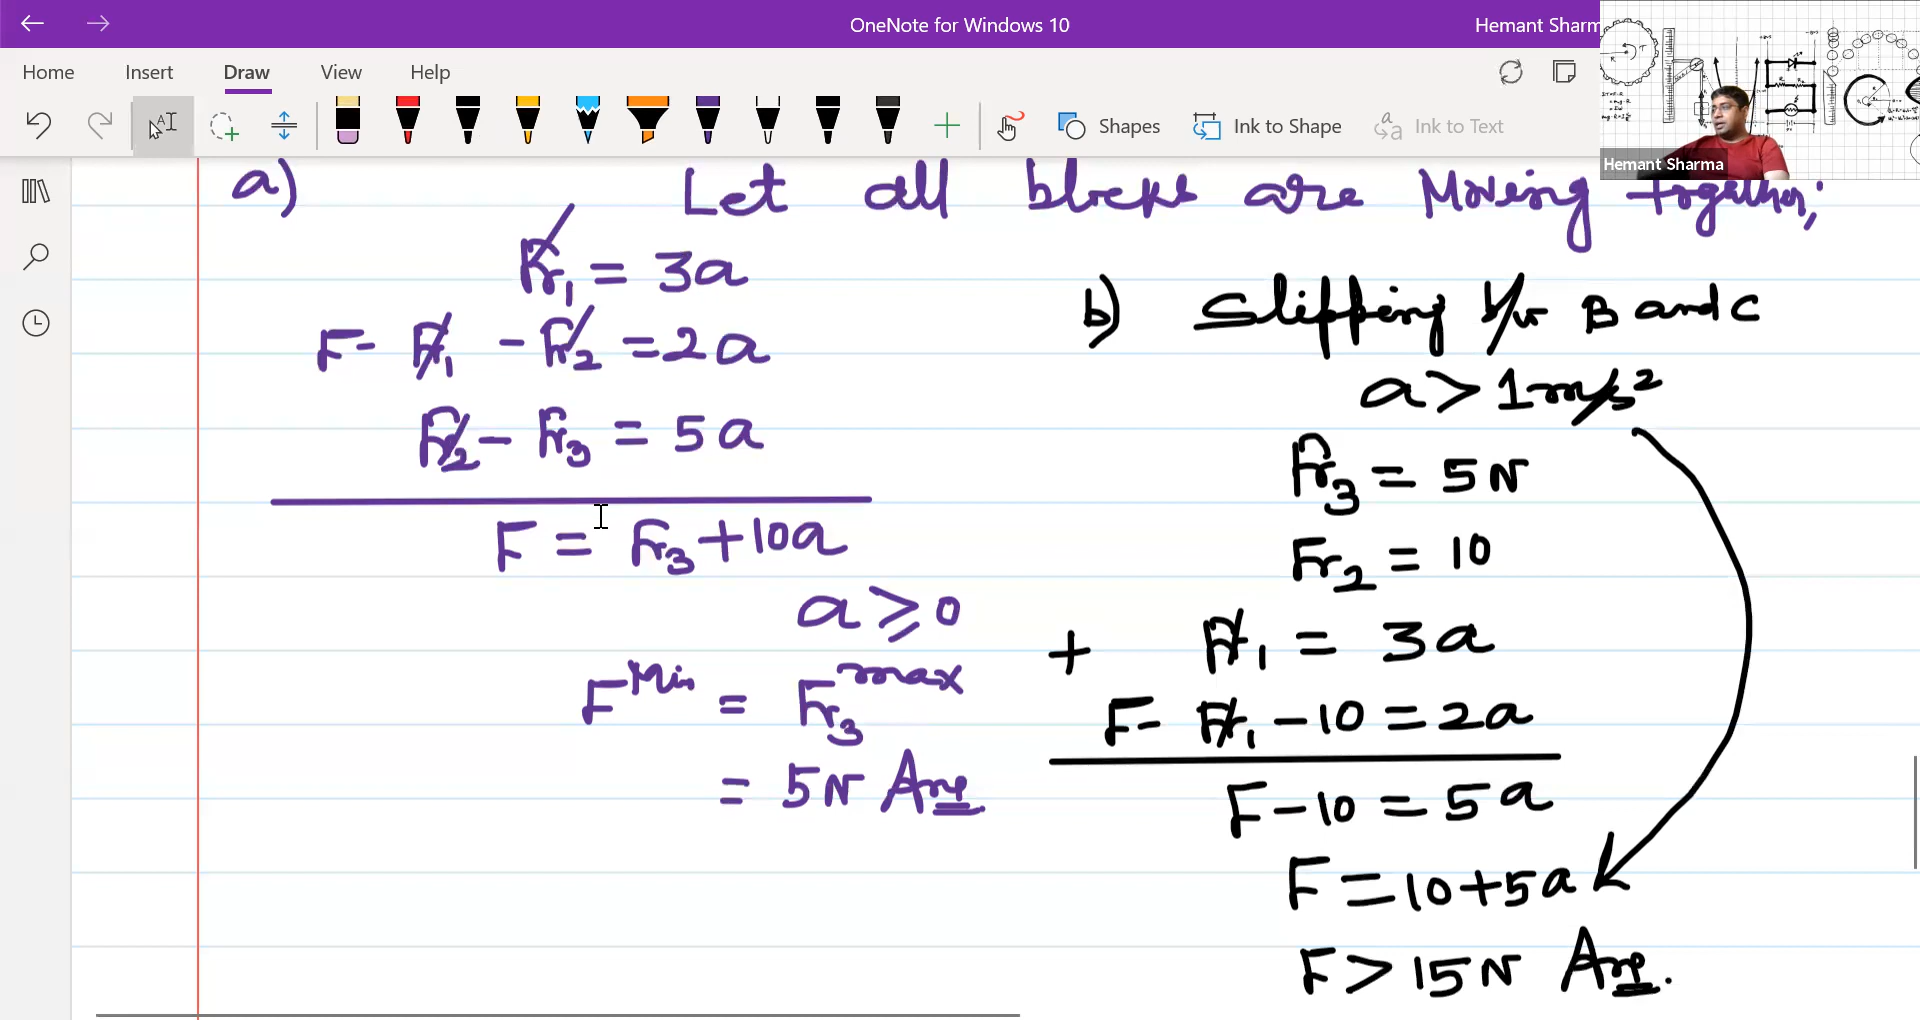 OneNote for Windows 10
Hemant Sharm
Home Insert Draw View Help
Shapes Ink to Shape Ink to Text
Hemant Sharma
a) Let all blocks are Moving together;
Fr₁ = 3a
F - Fr₁ - Fr₂ = 2a
Fr₂ - Fr₃ = 5a
F = Fr₃ + 10a
a ⩾ 0
F^Min = Fr₃^max
= 5N Ans.
b) Slipping b/w B and C
a > 1m/s²
Fr₃ = 5N
Fr₂ = 10
+ Fr₁ = 3a
F - Fr₁ - 10 = 2a
F - 10 = 5a
F = 10 + 5a
F > 15N Ans.